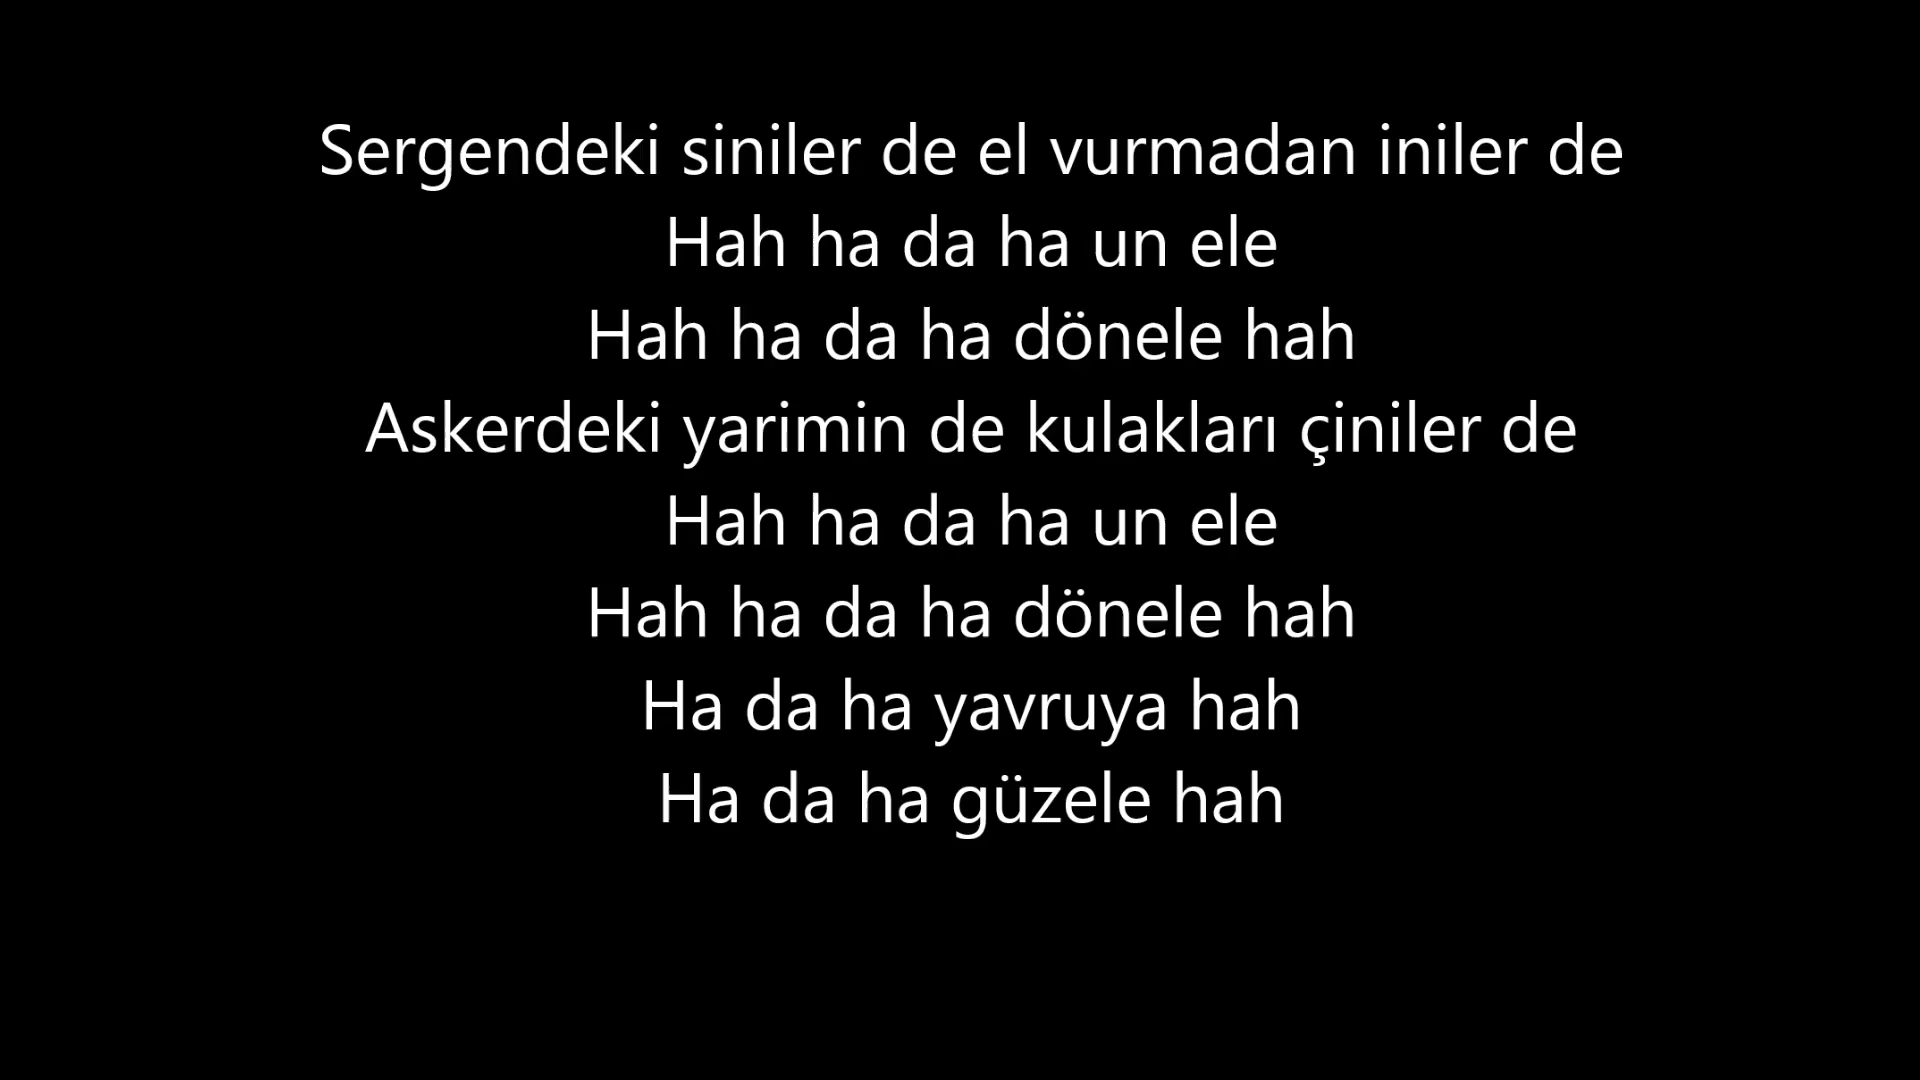 Sergendeki siniler de el vurmadan iniler de
Hah ha da ha un ele
Hah ha da ha dönele hah
Askerdeki yarimin de kulakları çiniler de
Hah ha da ha un ele
Hah ha da ha dönele hah
Ha da ha yavruya hah
Ha da ha güzele hah